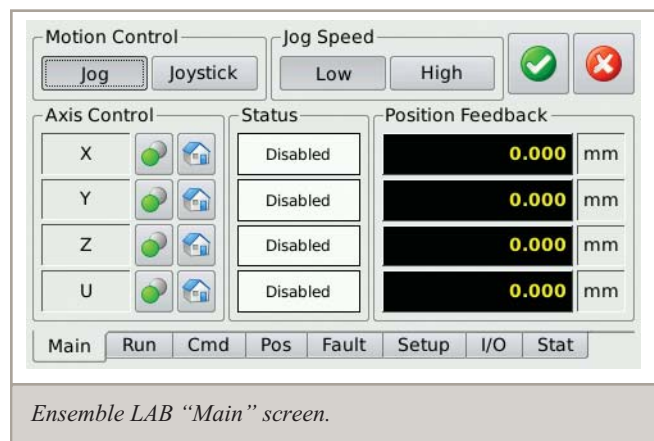 Motion Control
Jog Speed
Jog
Joystick
Low
High
Axis Control
Status
Position Feedback
X
Disabled
0.000
mm
Y
Disabled
0.000
mm
Z
Disabled
0.000
mm
U
Disabled
0.000
mm
Main
Run
Cmd
Pos
Fault
Setup
I/O
Stat
Ensemble LAB “Main” screen.